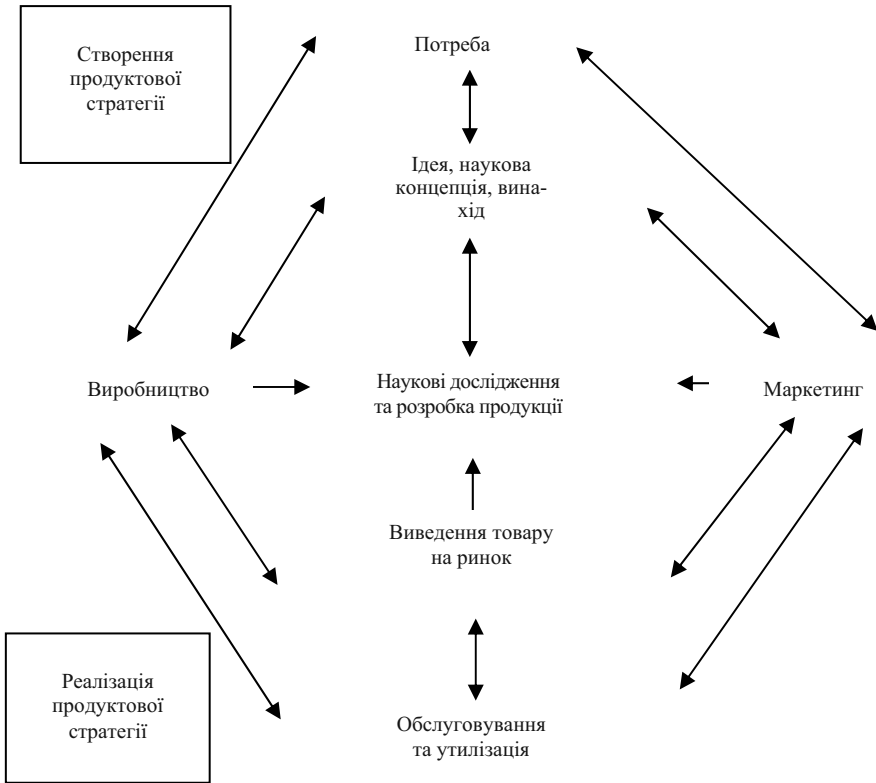 Створення
продуктової
стратегії
Потреба
Ідея, наукова
концепція, вина-
хід
Виробництво
Наукові дослідження
та розробка продукції
Маркетинг
Виведення товару
на ринок
Реалізація
продуктової
стратегії
Обслуговування
та утилізація